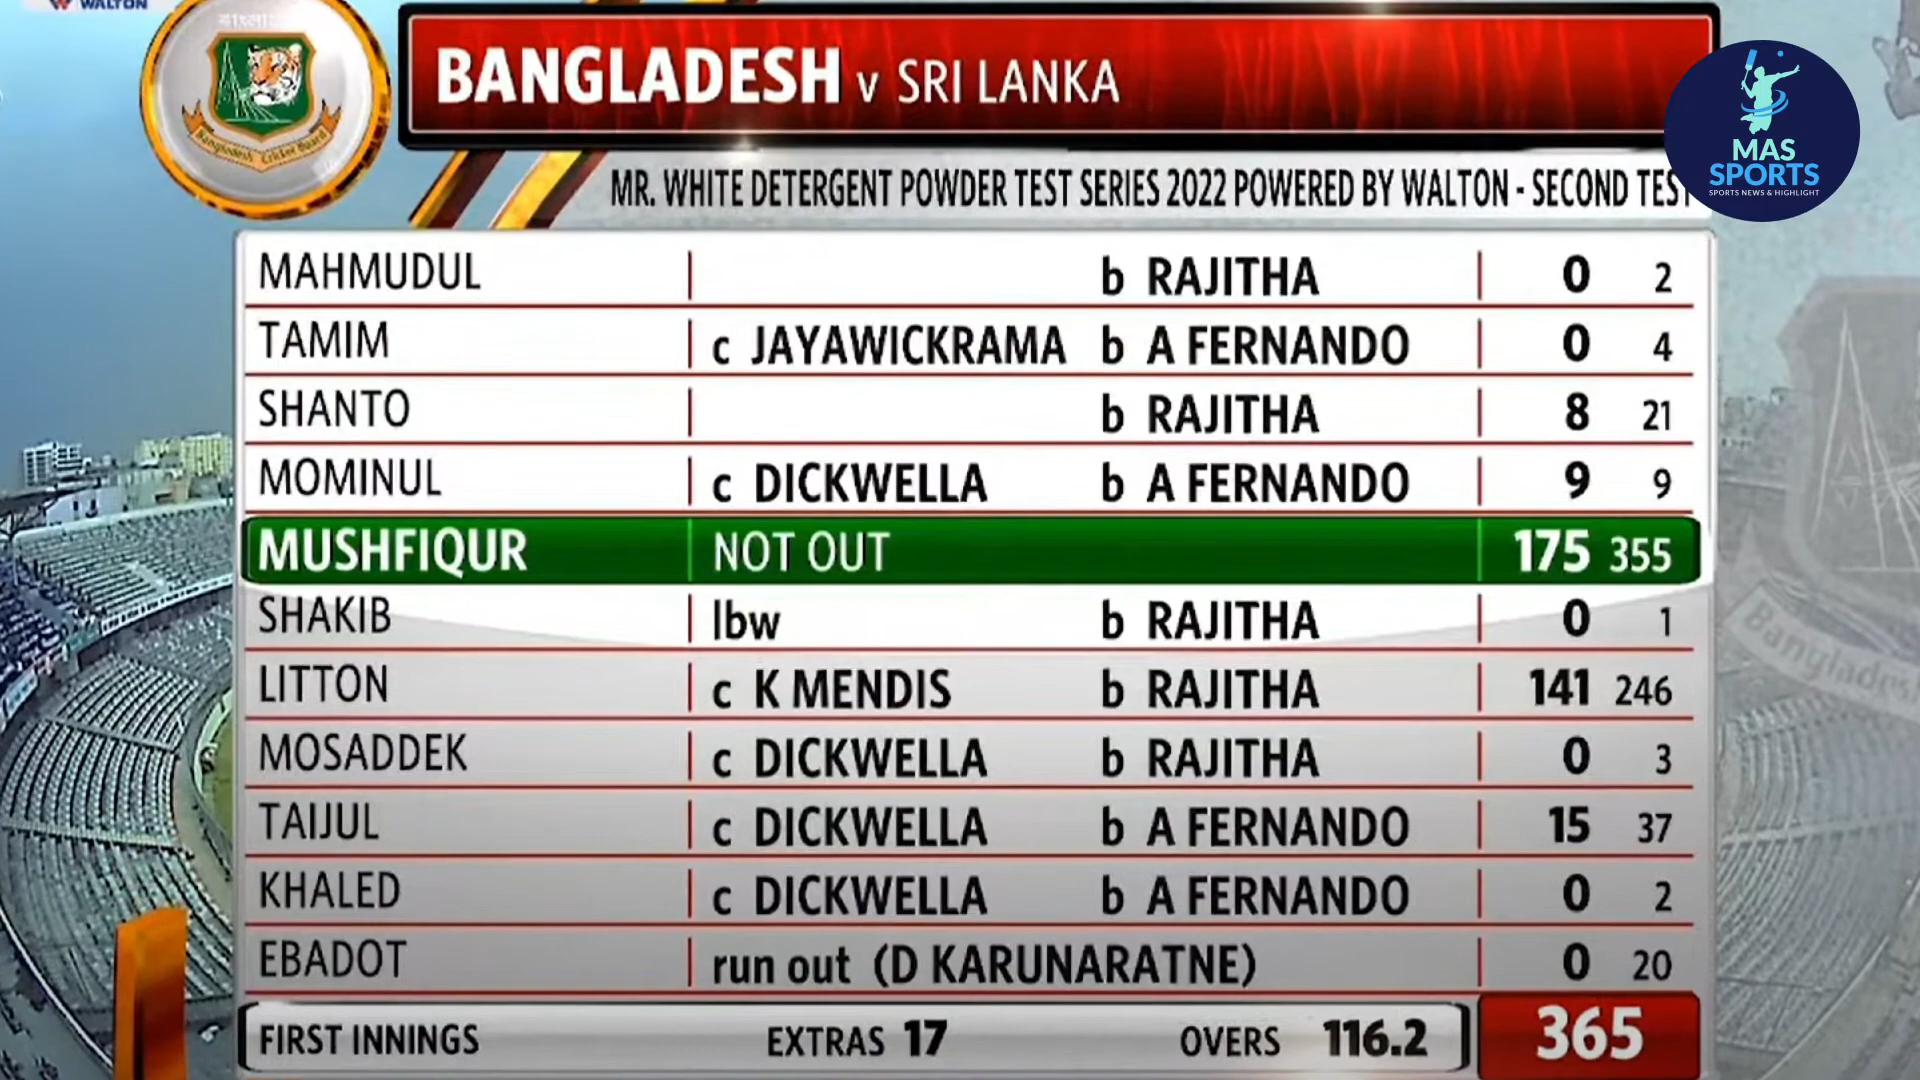 WALTON
বাংলা
Bangladesh Cricket Board
BANGLADESH v SRI LANKA
MAS
SPORTS
SPORTS NEWS & HIGHLIGHT
MR. WHITE DETERGENT POWDER TEST SERIES 2022 POWERED BY WALTON - SECOND TEST
MAHMUDUL b RAJITHA 0 2
TAMIM c JAYAWICKRAMA b A FERNANDO 0 4
SHANTO b RAJITHA 8 21
MOMINUL c DICKWELLA b A FERNANDO 9 9
MUSHFIQUR NOT OUT 175 355
SHAKIB lbw b RAJITHA 0 1
LITTON c K MENDIS b RAJITHA 141 246
MOSADDEK c DICKWELLA b RAJITHA 0 3
TAIJUL c DICKWELLA b A FERNANDO 15 37
KHALED c DICKWELLA b A FERNANDO 0 2
EBADOT run out (D KARUNARATNE) 0 20
FIRST INNINGS EXTRAS 17 OVERS 116.2 365